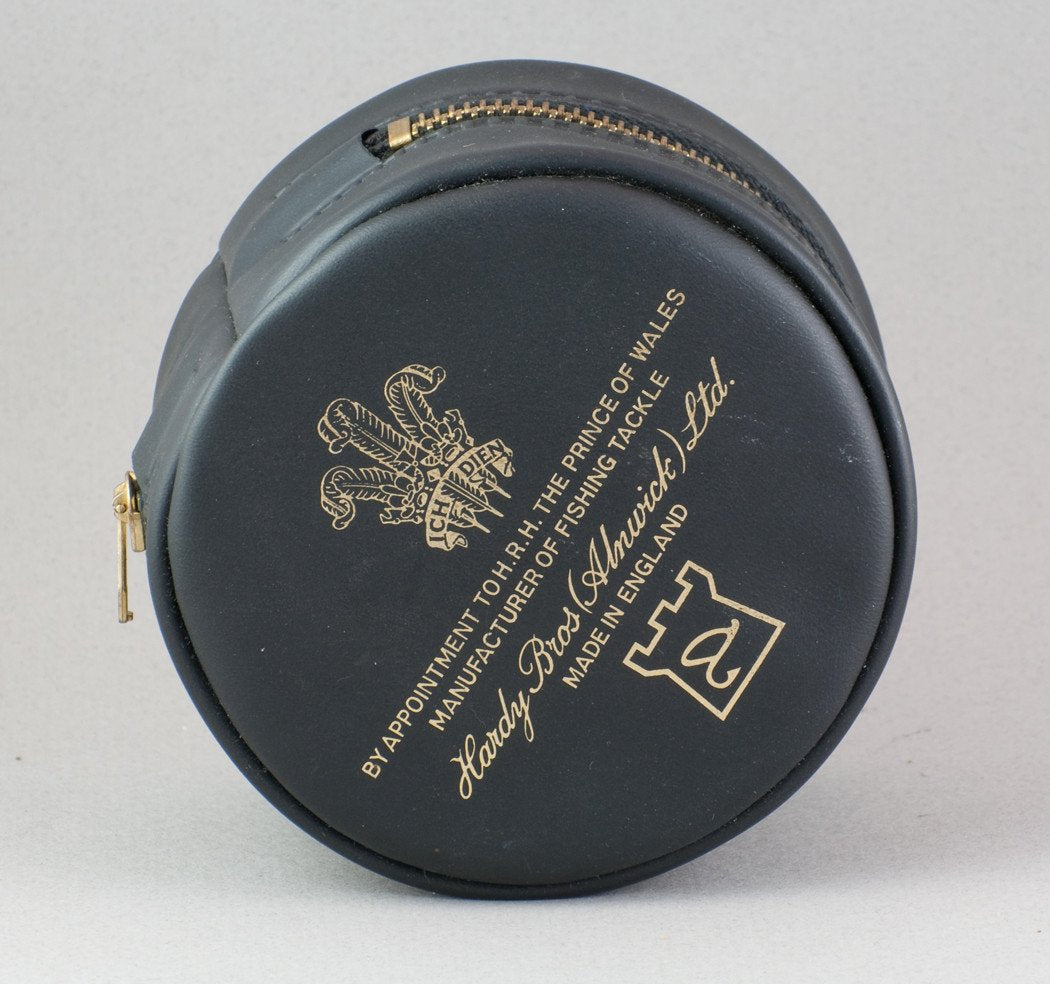 ICH DIEN
BY APPOINTMENT TO H.R.H. THE PRINCE OF WALES
MANUFACTURER OF FISHING TACKLE
Hardy Bros (Alnwick) Ltd.
MADE IN ENGLAND
a